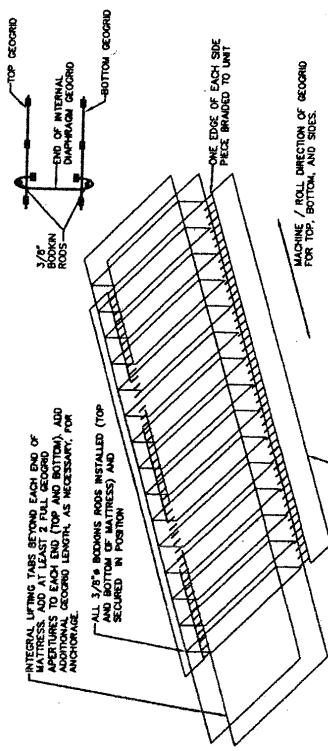 TOP GEOGRID
END OF INTERNAL
DIAPHRAGM GEOGRID
BOTTOM GEOGRID
3/8"
BODKIN
RODS
INTEGRAL LIFTING TABS BEYOND EACH END OF
MATTRESS. ADD AT LEAST 2 FULL GEOGRID
APERTURES TO EACH END (TOP AND BOTTOM). ADD
ADDITIONAL GEOGRID LENGTH, AS NECESSARY, FOR
ANCHORAGE.
ALL 3/8"ø BODKINS RODS INSTALLED (TOP
AND BOTTOM OF MATTRESS) AND
SECURED IN POSITION
ONE EDGE OF EACH SIDE
PIECE BRAIDED TO UNIT
MACHINE / ROLL DIRECTION OF GEOGRID
FOR TOP, BOTTOM, AND SIDES.